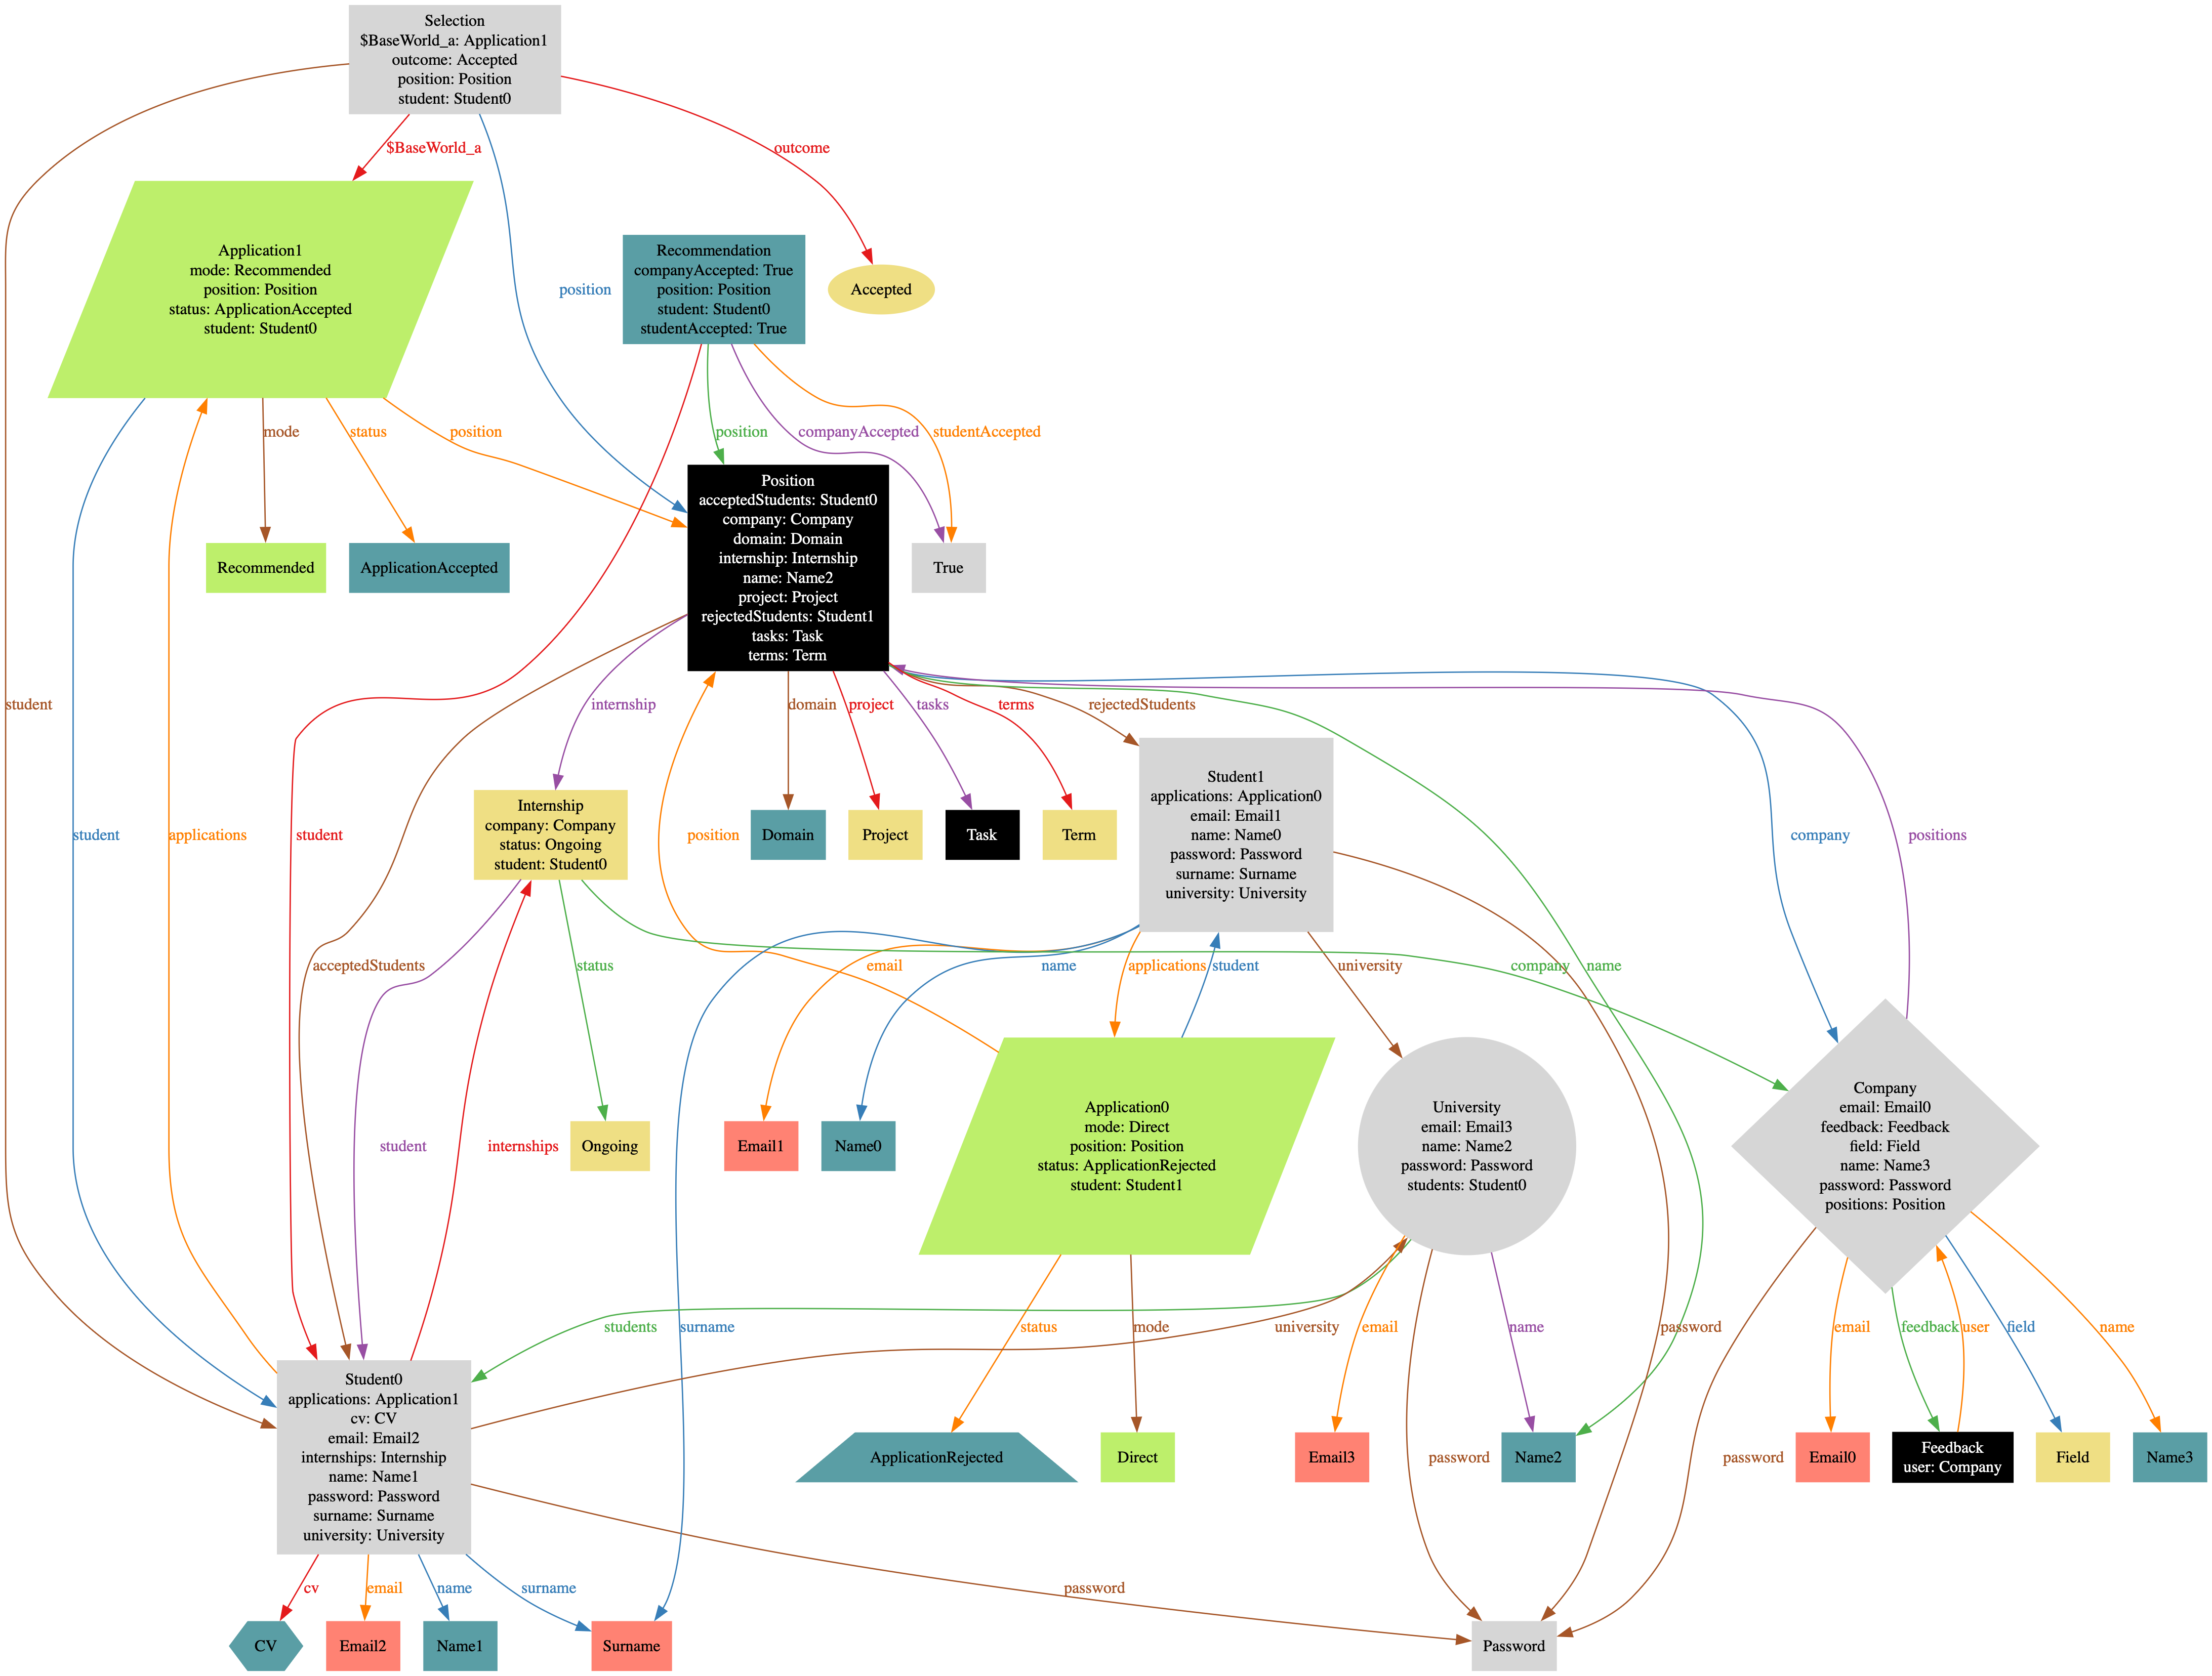 Selection
$BaseWorld_a: Application1
outcome: Accepted
position: Position
student: Student0
$BaseWorld_a
outcome
Application1
mode: Recommended
position: Position
status: ApplicationAccepted
student: Student0
position
Recommendation
companyAccepted: True
position: Position
student: Student0
studentAccepted: True
Accepted
mode
status
position
position
companyAccepted
studentAccepted
Recommended
ApplicationAccepted
Position
acceptedStudents: Student0
company: Company
domain: Domain
internship: Internship
name: Name2
project: Project
rejectedStudents: Student1
tasks: Task
terms: Term
True
student
internship
domain
project
tasks
terms
rejectedStudents
student
applications
student
Internship
company: Company
status: Ongoing
student: Student0
position
Domain
Project
Task
Term
Student1
applications: Application0
email: Email1
name: Name0
password: Password
surname: Surname
university: University
company
positions
acceptedStudents
status
email
name
applications
student
university
company
name
student
internships
Ongoing
Email1
Name0
Application0
mode: Direct
position: Position
status: ApplicationRejected
student: Student1
University
email: Email3
name: Name2
password: Password
students: Student0
Company
email: Email0
feedback: Feedback
field: Field
name: Name3
password: Password
positions: Position
students
surname
status
mode
university
email
name
password
email
feedback
user
field
name
Student0
applications: Application1
cv: CV
email: Email2
internships: Internship
name: Name1
password: Password
surname: Surname
university: University
ApplicationRejected
Direct
Email3
password
Name2
password
Email0
Feedback
user: Company
Field
Name3
cv
email
name
surname
password
CV
Email2
Name1
Surname
Password